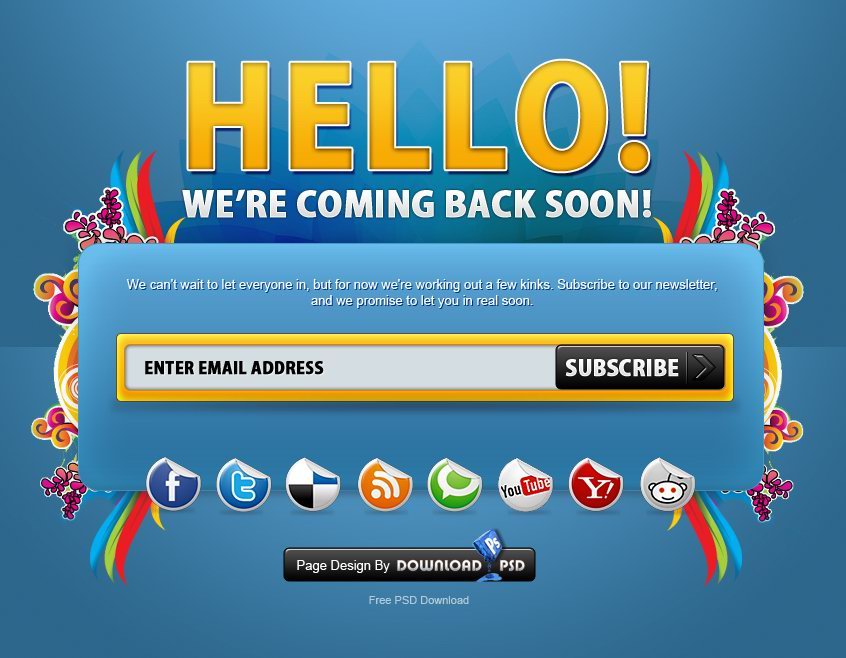 HELLO!
WE'RE COMING BACK SOON!
We can't wait to let everyone in, but for now we're working out a few kinks. Subscribe to our newsletter,
and we promise to let you in real soon.
ENTER EMAIL ADDRESS
SUBSCRIBE
f t You Tube Y!
Page Design By DOWNLOAD Ps PSD
Free PSD Download